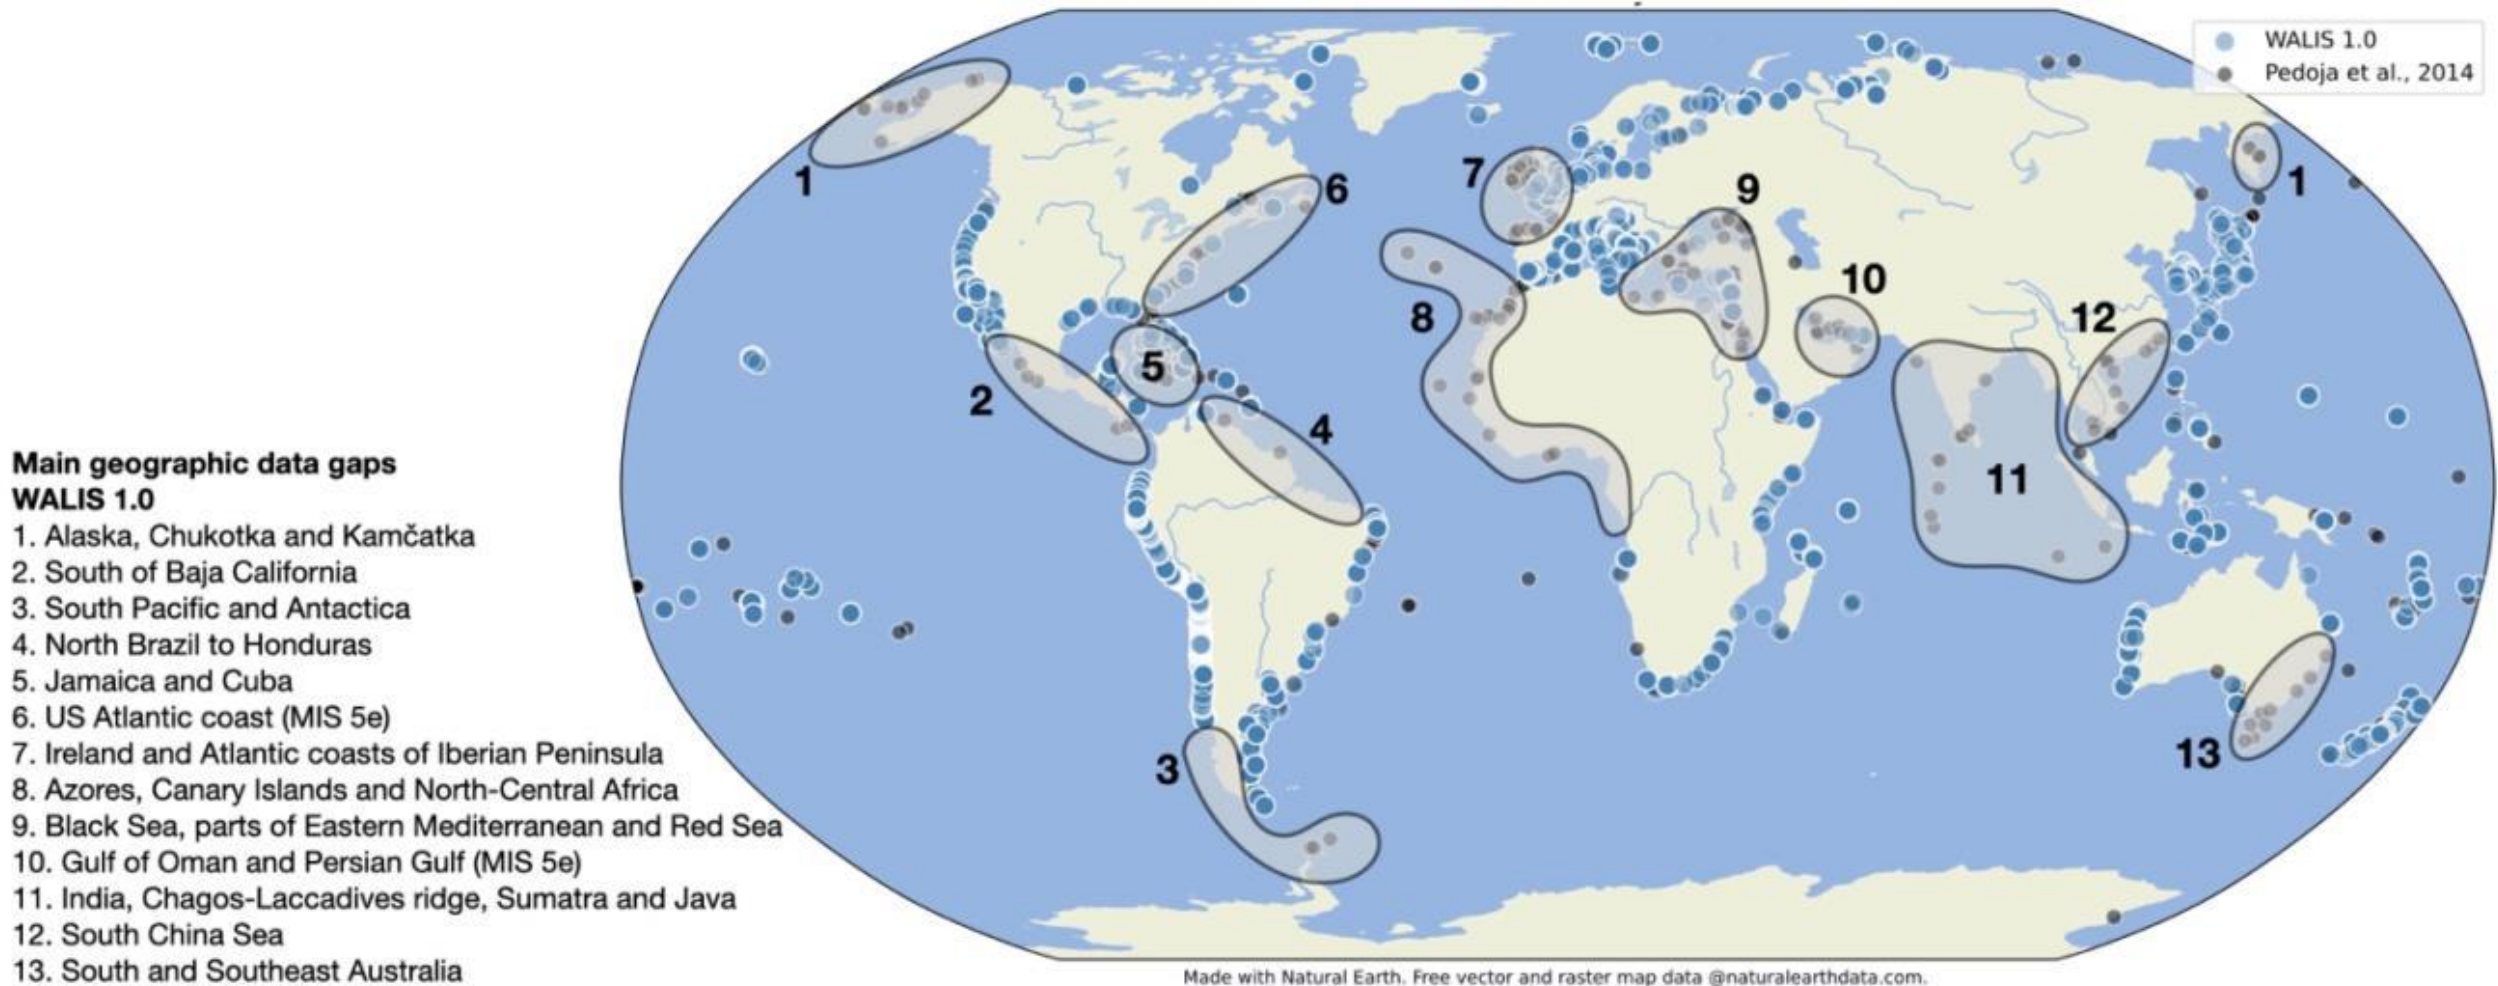 WALIS 1.0
Pedoja et al., 2014
1
6
7
9
1
10
8
12
5
2
4
11
Main geographic data gaps
WALIS 1.0
1. Alaska, Chukotka and Kamčatka
2. South of Baja California
3. South Pacific and Antactica
4. North Brazil to Honduras
5. Jamaica and Cuba
6. US Atlantic coast (MIS 5e)
7. Ireland and Atlantic coasts of Iberian Peninsula
8. Azores, Canary Islands and North-Central Africa
9. Black Sea, parts of Eastern Mediterranean and Red Sea
10. Gulf of Oman and Persian Gulf (MIS 5e)
11. India, Chagos-Laccadives ridge, Sumatra and Java
12. South China Sea
13. South and Southeast Australia
3
13
Made with Natural Earth. Free vector and raster map data @naturalearthdata.com.